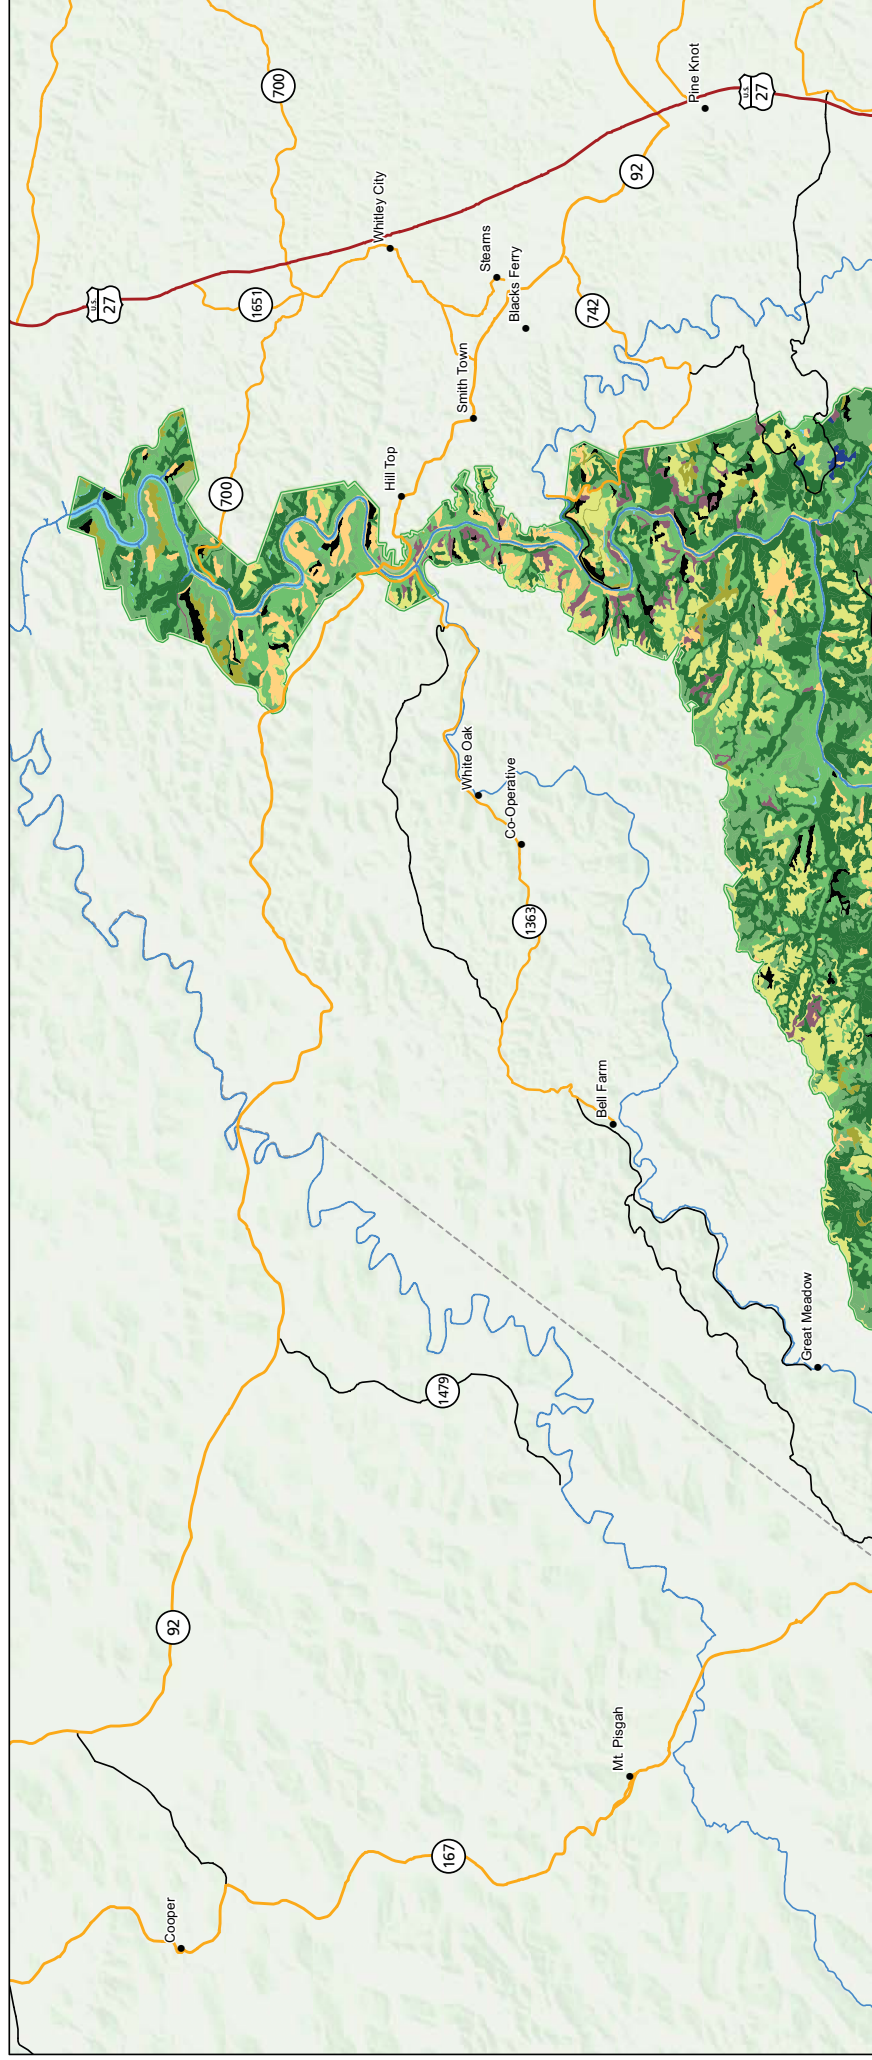 Pine Knot
U.S.
27
700
92
Whitley City
Stearns
Blacks Ferry
U.S.
27
1651
742
Smith Town
Hill Top
700
White Oak
Co-Operative
1363
Bell Farm
Great Meadow
1479
92
Mt. Pisgah
167
Cooper